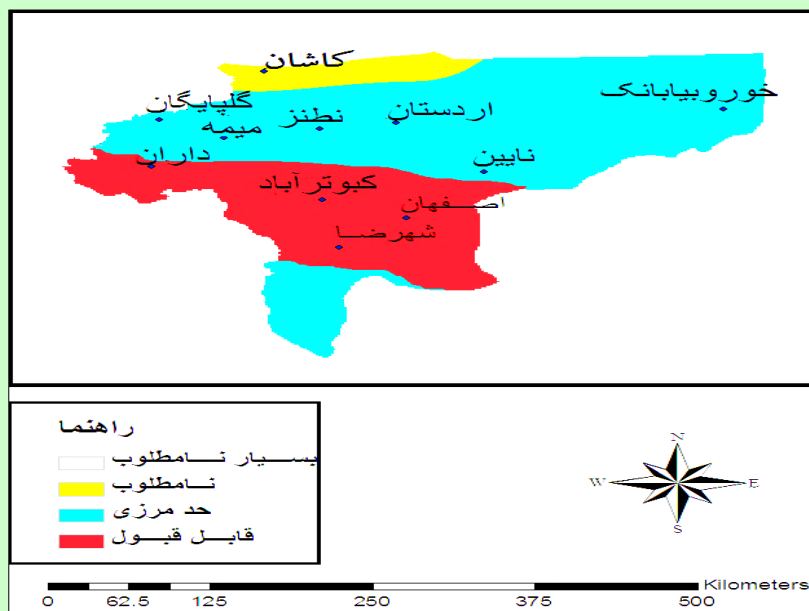 کاشان
خوروبیابانک
گلپایگان
اردستان
نطنز
میمه
داران
نایین
کبوترآباد
اصفهان
شهرضا
راهنما
بسیار نامطلوب
نامطلوب
حد مرزی
قابل قبول
N
W E
S
Kilometers
0 62.5 125 250 375 500